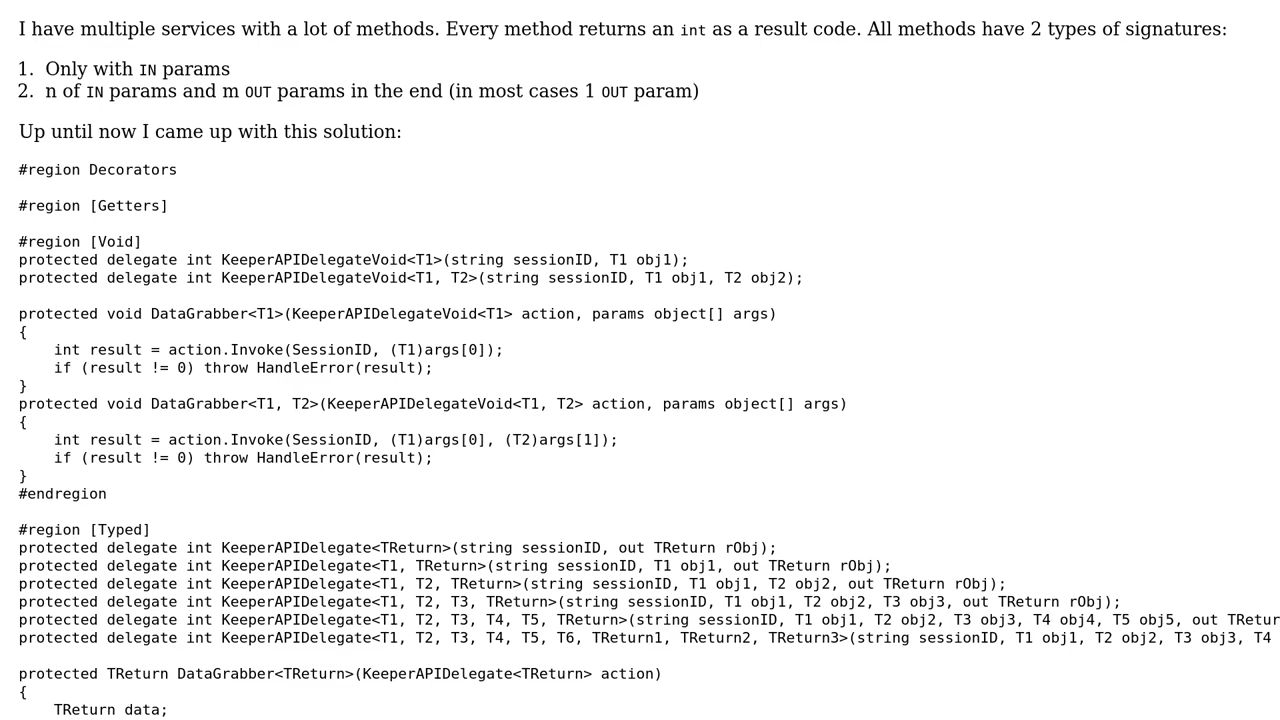 I have multiple services with a lot of methods. Every method returns an int as a result code. All methods have 2 types of signatures:
1. Only with IN params
2. n of IN params and m OUT params in the end (in most cases 1 OUT param)
Up until now I came up with this solution:
#region Decorators
#region [Getters]
#region [Void]
protected delegate int KeeperAPIDelegateVoid<T1>(string sessionID, T1 obj1);
protected delegate int KeeperAPIDelegateVoid<T1, T2>(string sessionID, T1 obj1, T2 obj2);
protected void DataGrabber<T1>(KeeperAPIDelegateVoid<T1> action, params object[] args)
{
    int result = action.Invoke(SessionID, (T1)args[0]);
    if (result != 0) throw HandleError(result);
}
protected void DataGrabber<T1, T2>(KeeperAPIDelegateVoid<T1, T2> action, params object[] args)
{
    int result = action.Invoke(SessionID, (T1)args[0], (T2)args[1]);
    if (result != 0) throw HandleError(result);
}
#endregion
#region [Typed]
protected delegate int KeeperAPIDelegate<TReturn>(string sessionID, out TReturn rObj);
protected delegate int KeeperAPIDelegate<T1, TReturn>(string sessionID, T1 obj1, out TReturn rObj);
protected delegate int KeeperAPIDelegate<T1, T2, TReturn>(string sessionID, T1 obj1, T2 obj2, out TReturn rObj);
protected delegate int KeeperAPIDelegate<T1, T2, T3, TReturn>(string sessionID, T1 obj1, T2 obj2, T3 obj3, out TReturn rObj);
protected delegate int KeeperAPIDelegate<T1, T2, T3, T4, T5, TReturn>(string sessionID, T1 obj1, T2 obj2, T3 obj3, T4 obj4, T5 obj5, out TRetur
protected delegate int KeeperAPIDelegate<T1, T2, T3, T4, T5, T6, TReturn1, TReturn2, TReturn3>(string sessionID, T1 obj1, T2 obj2, T3 obj3, T4
protected TReturn DataGrabber<TReturn>(KeeperAPIDelegate<TReturn> action)
{
    TReturn data;